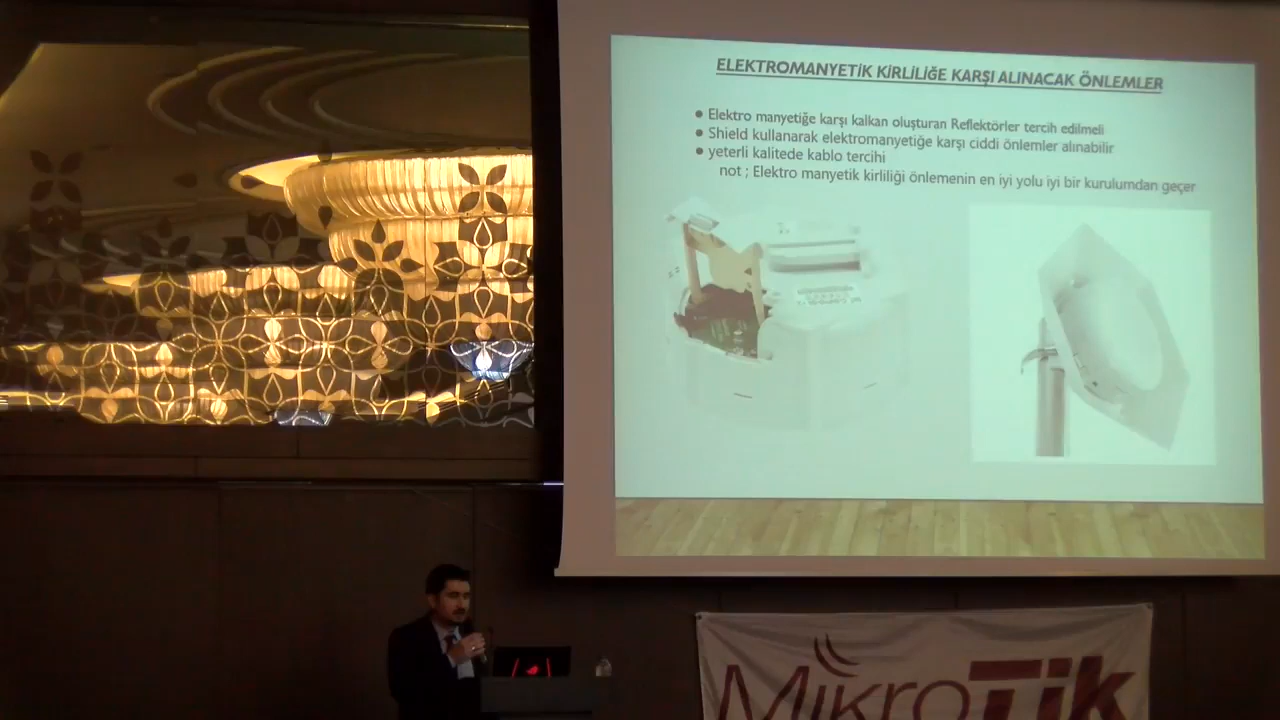 ELEKTROMANYETİK KİRLİLİĞE KARŞI ALINACAK ÖNLEMLER
● Elektro manyetiğe karşı kalkan oluşturan Reflektörler tercih edilmeli
● Shield kullanarak elektromanyetiğe karşı ciddi önlemler alınabilir
● yeterli kalitede kablo tercihi
not ; Elektro manyetik kirliliği önlemenin en iyi yolu iyi bir kurulumdan geçer
MikroTik